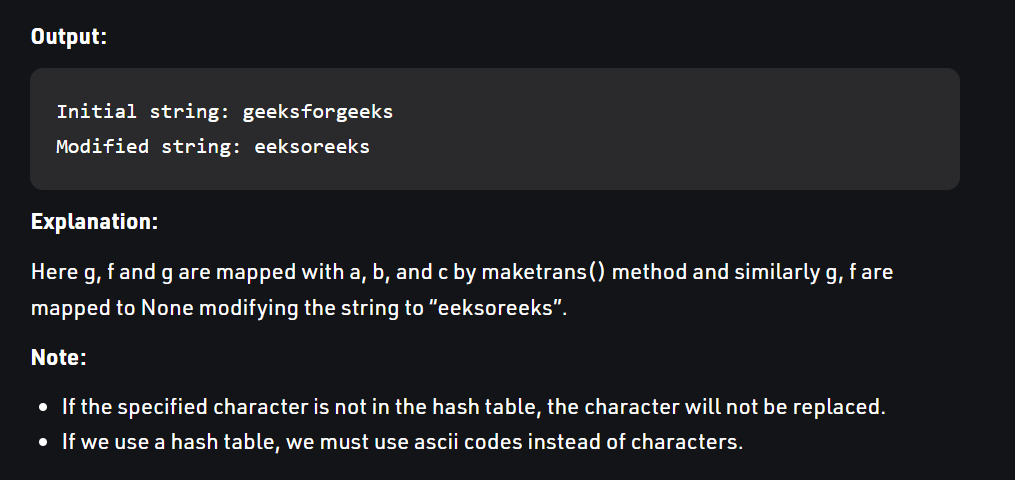 Output:
Initial string: geeksforgeeks
Modified string: eeksoreeks
Explanation:
Here g, f and g are mapped with a, b, and c by maketrans() method and similarly g, f are
mapped to None modifying the string to “eeksoreeks”.
Note:
• If the specified character is not in the hash table, the character will not be replaced.
• If we use a hash table, we must use ascii codes instead of characters.